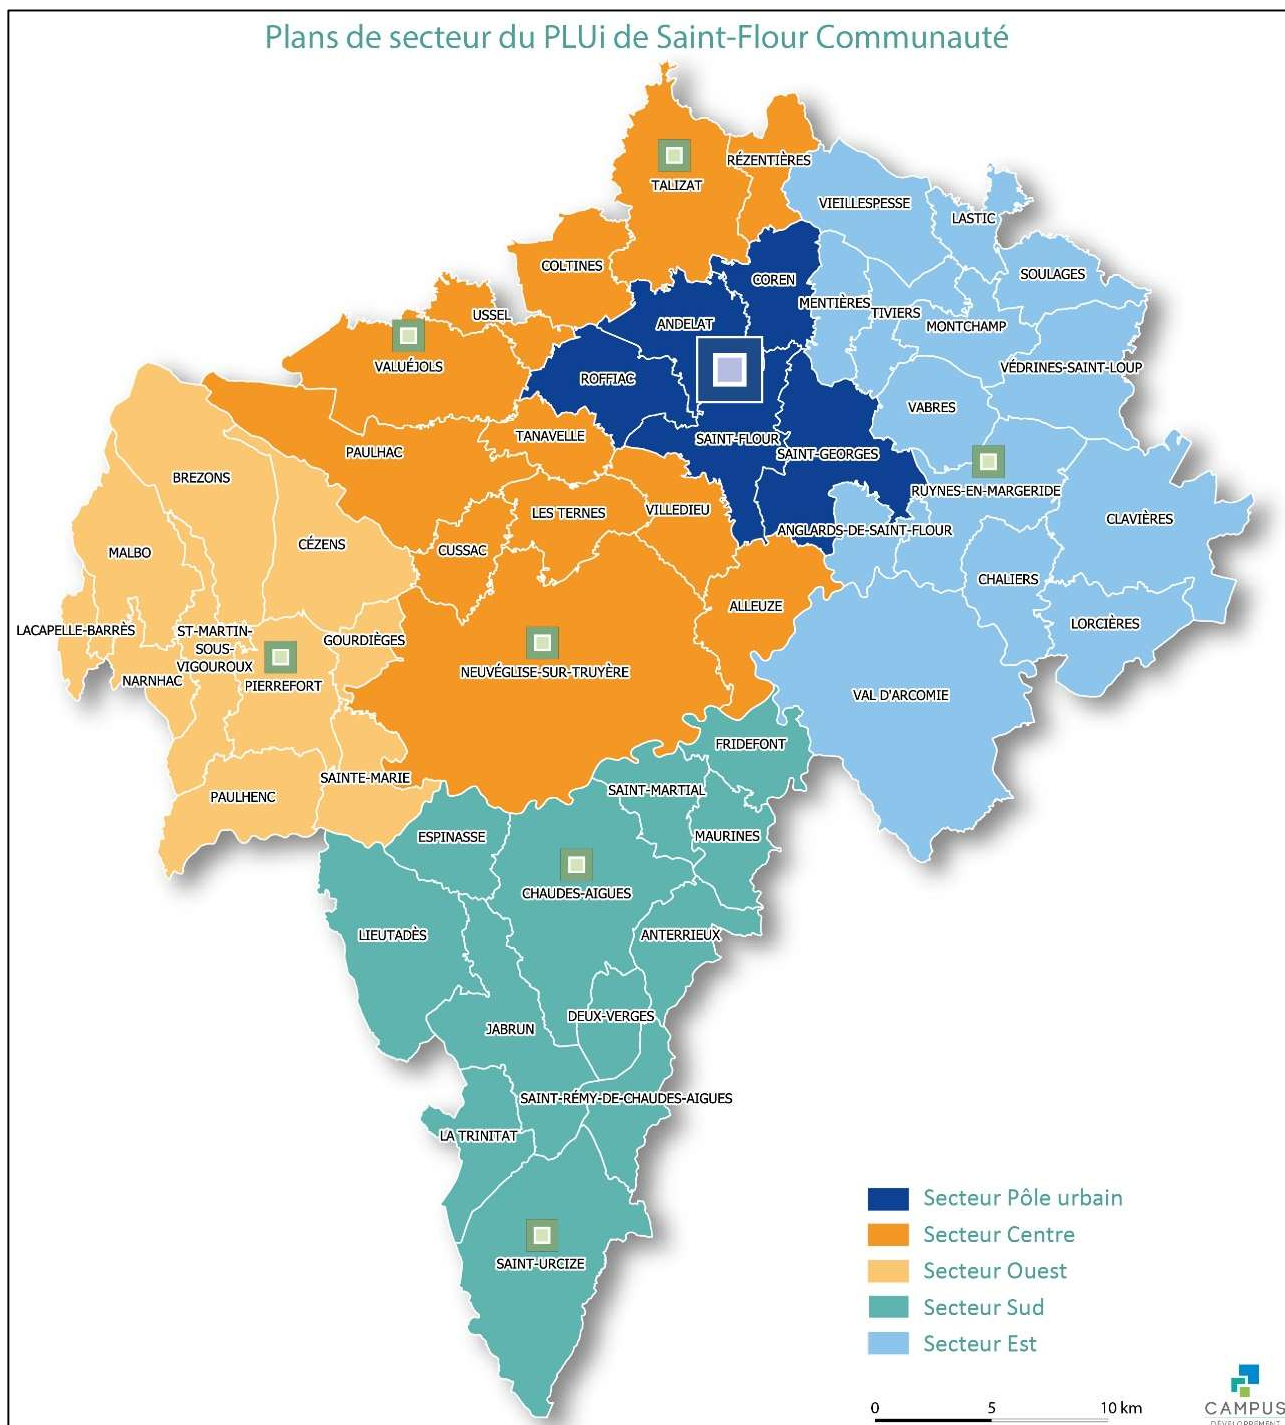 Plans de secteur du PLUi de Saint-Flour Communauté
RÉZENTIÈRES
TALIZAT
VIEILLESPESSE
LASTIC
COLTINES
SOULAGES
COREN
MENTIÈRES
TIVIERS
USSEL
ANDELAT
MONTCHAMP
VALUÉJOLS
VÉDRINES-SAINT-LOUP
ROFFIAC
VABRES
TANAVELLE
SAINT-FLOUR
PAULHAC
SAINT-GEORGES
BREZONS
RUYNES-EN-MARGERIDE
VILLEDIEU
LES TERNES
CLAVIÈRES
ANGLARDS-DE-SAINT-FLOUR
CÉZENS
CUSSAC
MALBO
CHALIERS
ALLEUZE
LORCIÈRES
LACAPELLE-BARRÈS
ST-MARTIN-
SOUS-
VIGOUROUX
GOURDIÈGES
NEUVÉGLISE-SUR-TRUYÈRE
NARNHAC
PIERREFORT
VAL D'ARCOMIE
FRIDEFONT
SAINTE-MARIE
SAINT-MARTIAL
PAULHENC
ESPINASSE
MAURINES
CHAUDES-AIGUES
LIEUTADÈS
ANTERRIEUX
DEUX-VERGES
JABRUN
SAINT-RÉMY-DE-CHAUDES-AIGUES
LA TRINITAT
SAINT-URCIZE
Secteur Pôle urbain
Secteur Centre
Secteur Ouest
Secteur Sud
Secteur Est
0 5 10 km
CAMPUS
DÉVELOPPEMENT